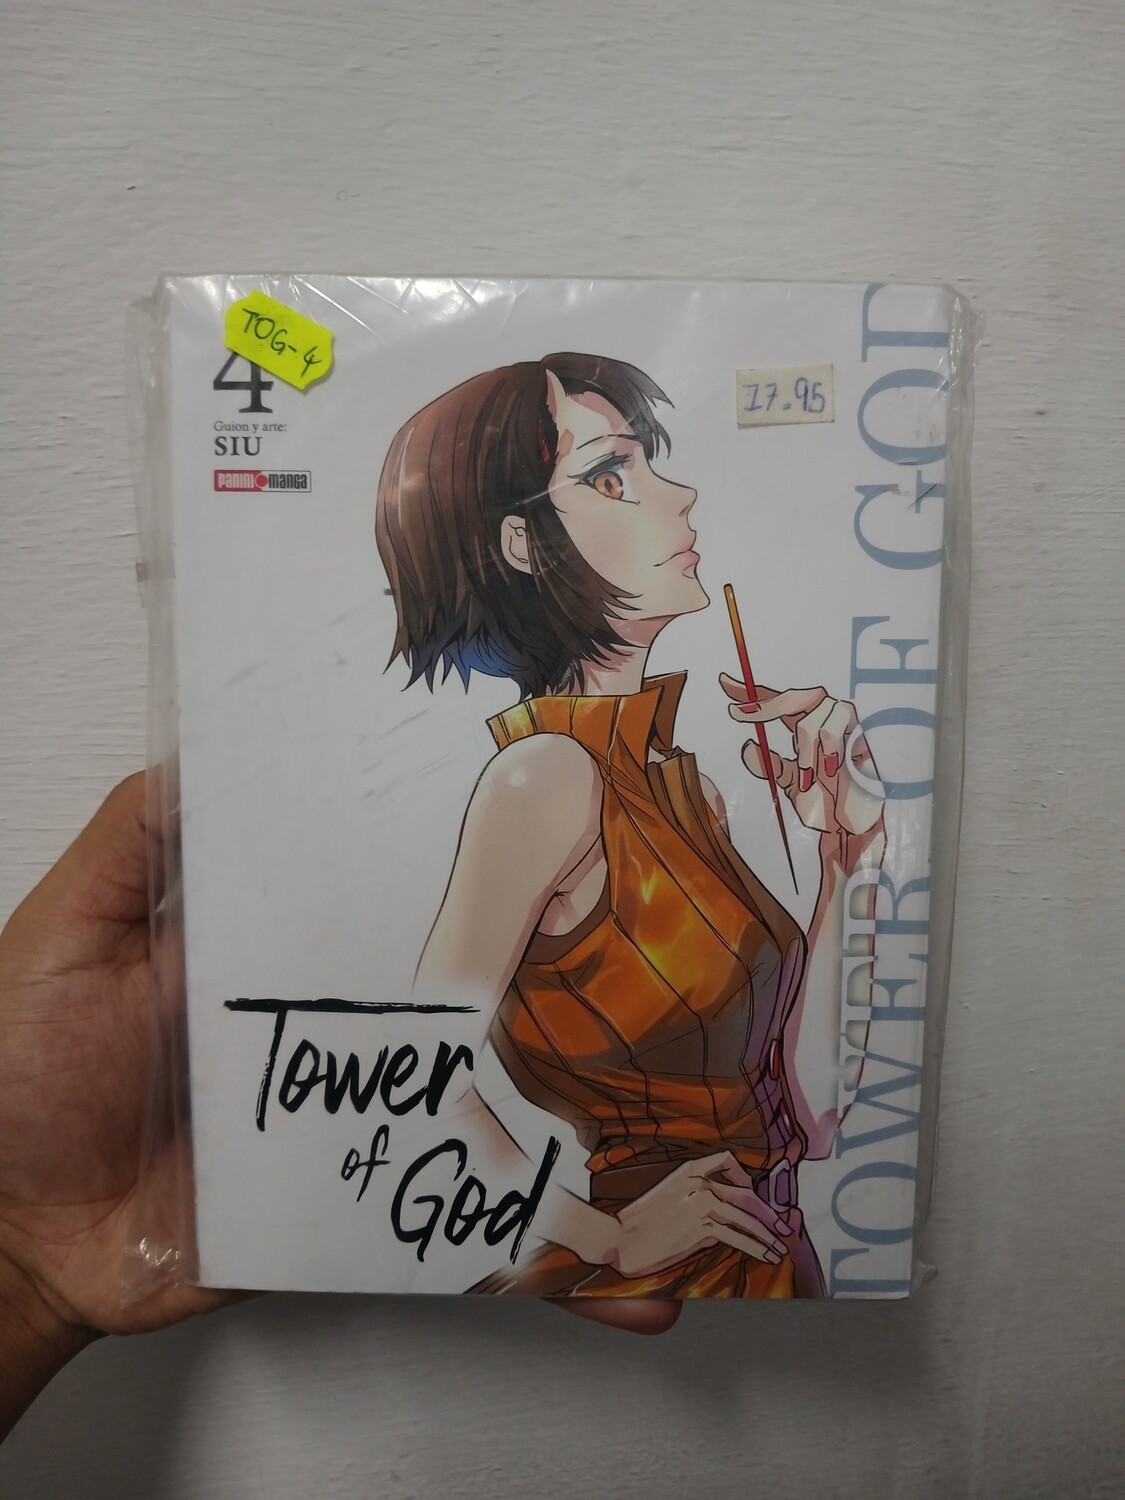 TOG-4
4
Guion y arte:
SIU
PANINI manga
17.95
TOWER OF GOD
Tower
of
God